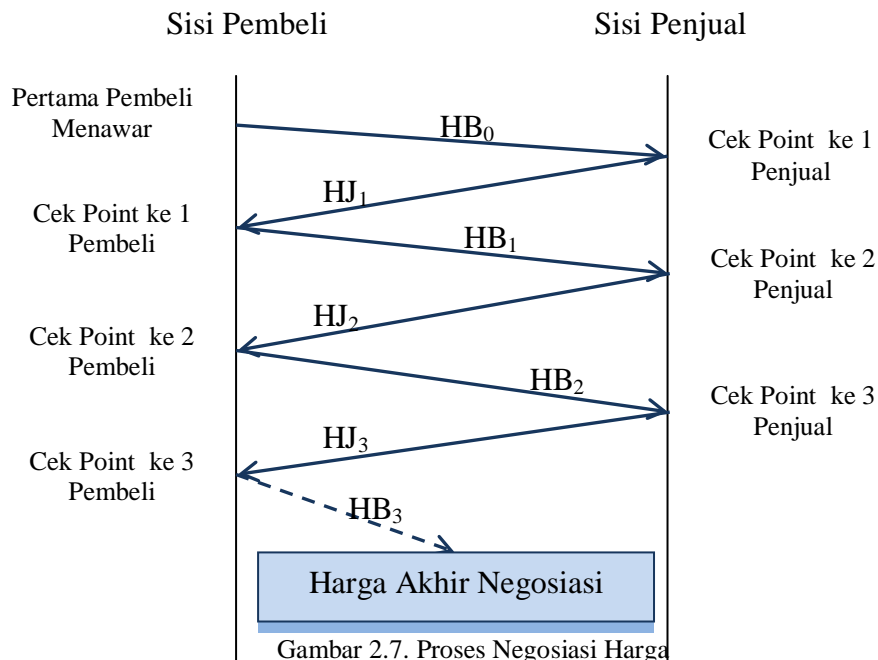 Sisi Pembeli
Sisi Penjual
Pertama Pembeli
Menawar
HB₀
Cek Point ke 1
Penjual
HJ₁
Cek Point ke 1
Pembeli
HB₁
Cek Point ke 2
Penjual
HJ₂
Cek Point ke 2
Pembeli
HB₂
Cek Point ke 3
Penjual
HJ₃
Cek Point ke 3
Pembeli
HB₃
Harga Akhir Negosiasi
Gambar 2.7. Proses Negosiasi Harga